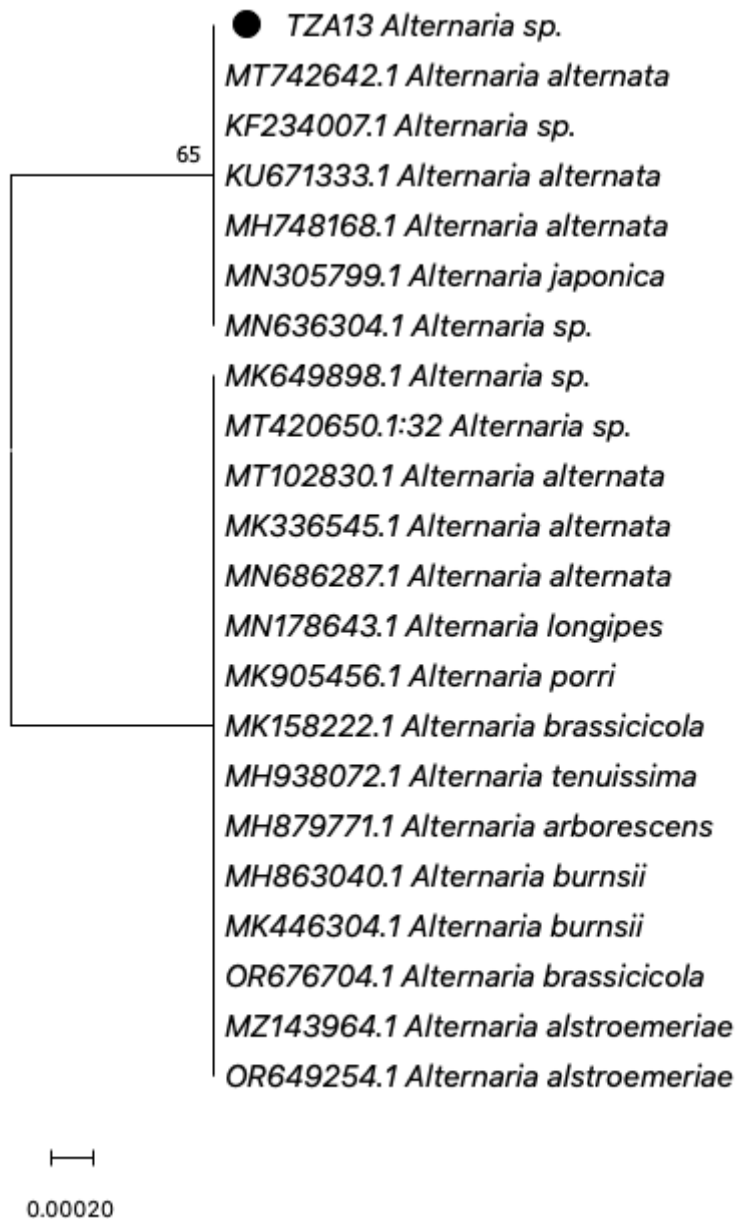 TZA13 Alternaria sp.
MT742642.1 Alternaria alternata
KF234007.1 Alternaria sp.
65
KU671333.1 Alternaria alternata
MH748168.1 Alternaria alternata
MN305799.1 Alternaria japonica
MN636304.1 Alternaria sp.
MK649898.1 Alternaria sp.
MT420650.1:32 Alternaria sp.
MT102830.1 Alternaria alternata
MK336545.1 Alternaria alternata
MN686287.1 Alternaria alternata
MN178643.1 Alternaria longipes
MK905456.1 Alternaria porri
MK158222.1 Alternaria brassicicola
MH938072.1 Alternaria tenuissima
MH879771.1 Alternaria arborescens
MH863040.1 Alternaria burnsii
MK446304.1 Alternaria burnsii
OR676704.1 Alternaria brassicicola
MZ143964.1 Alternaria alstroemeriae
OR649254.1 Alternaria alstroemeriae
0.00020